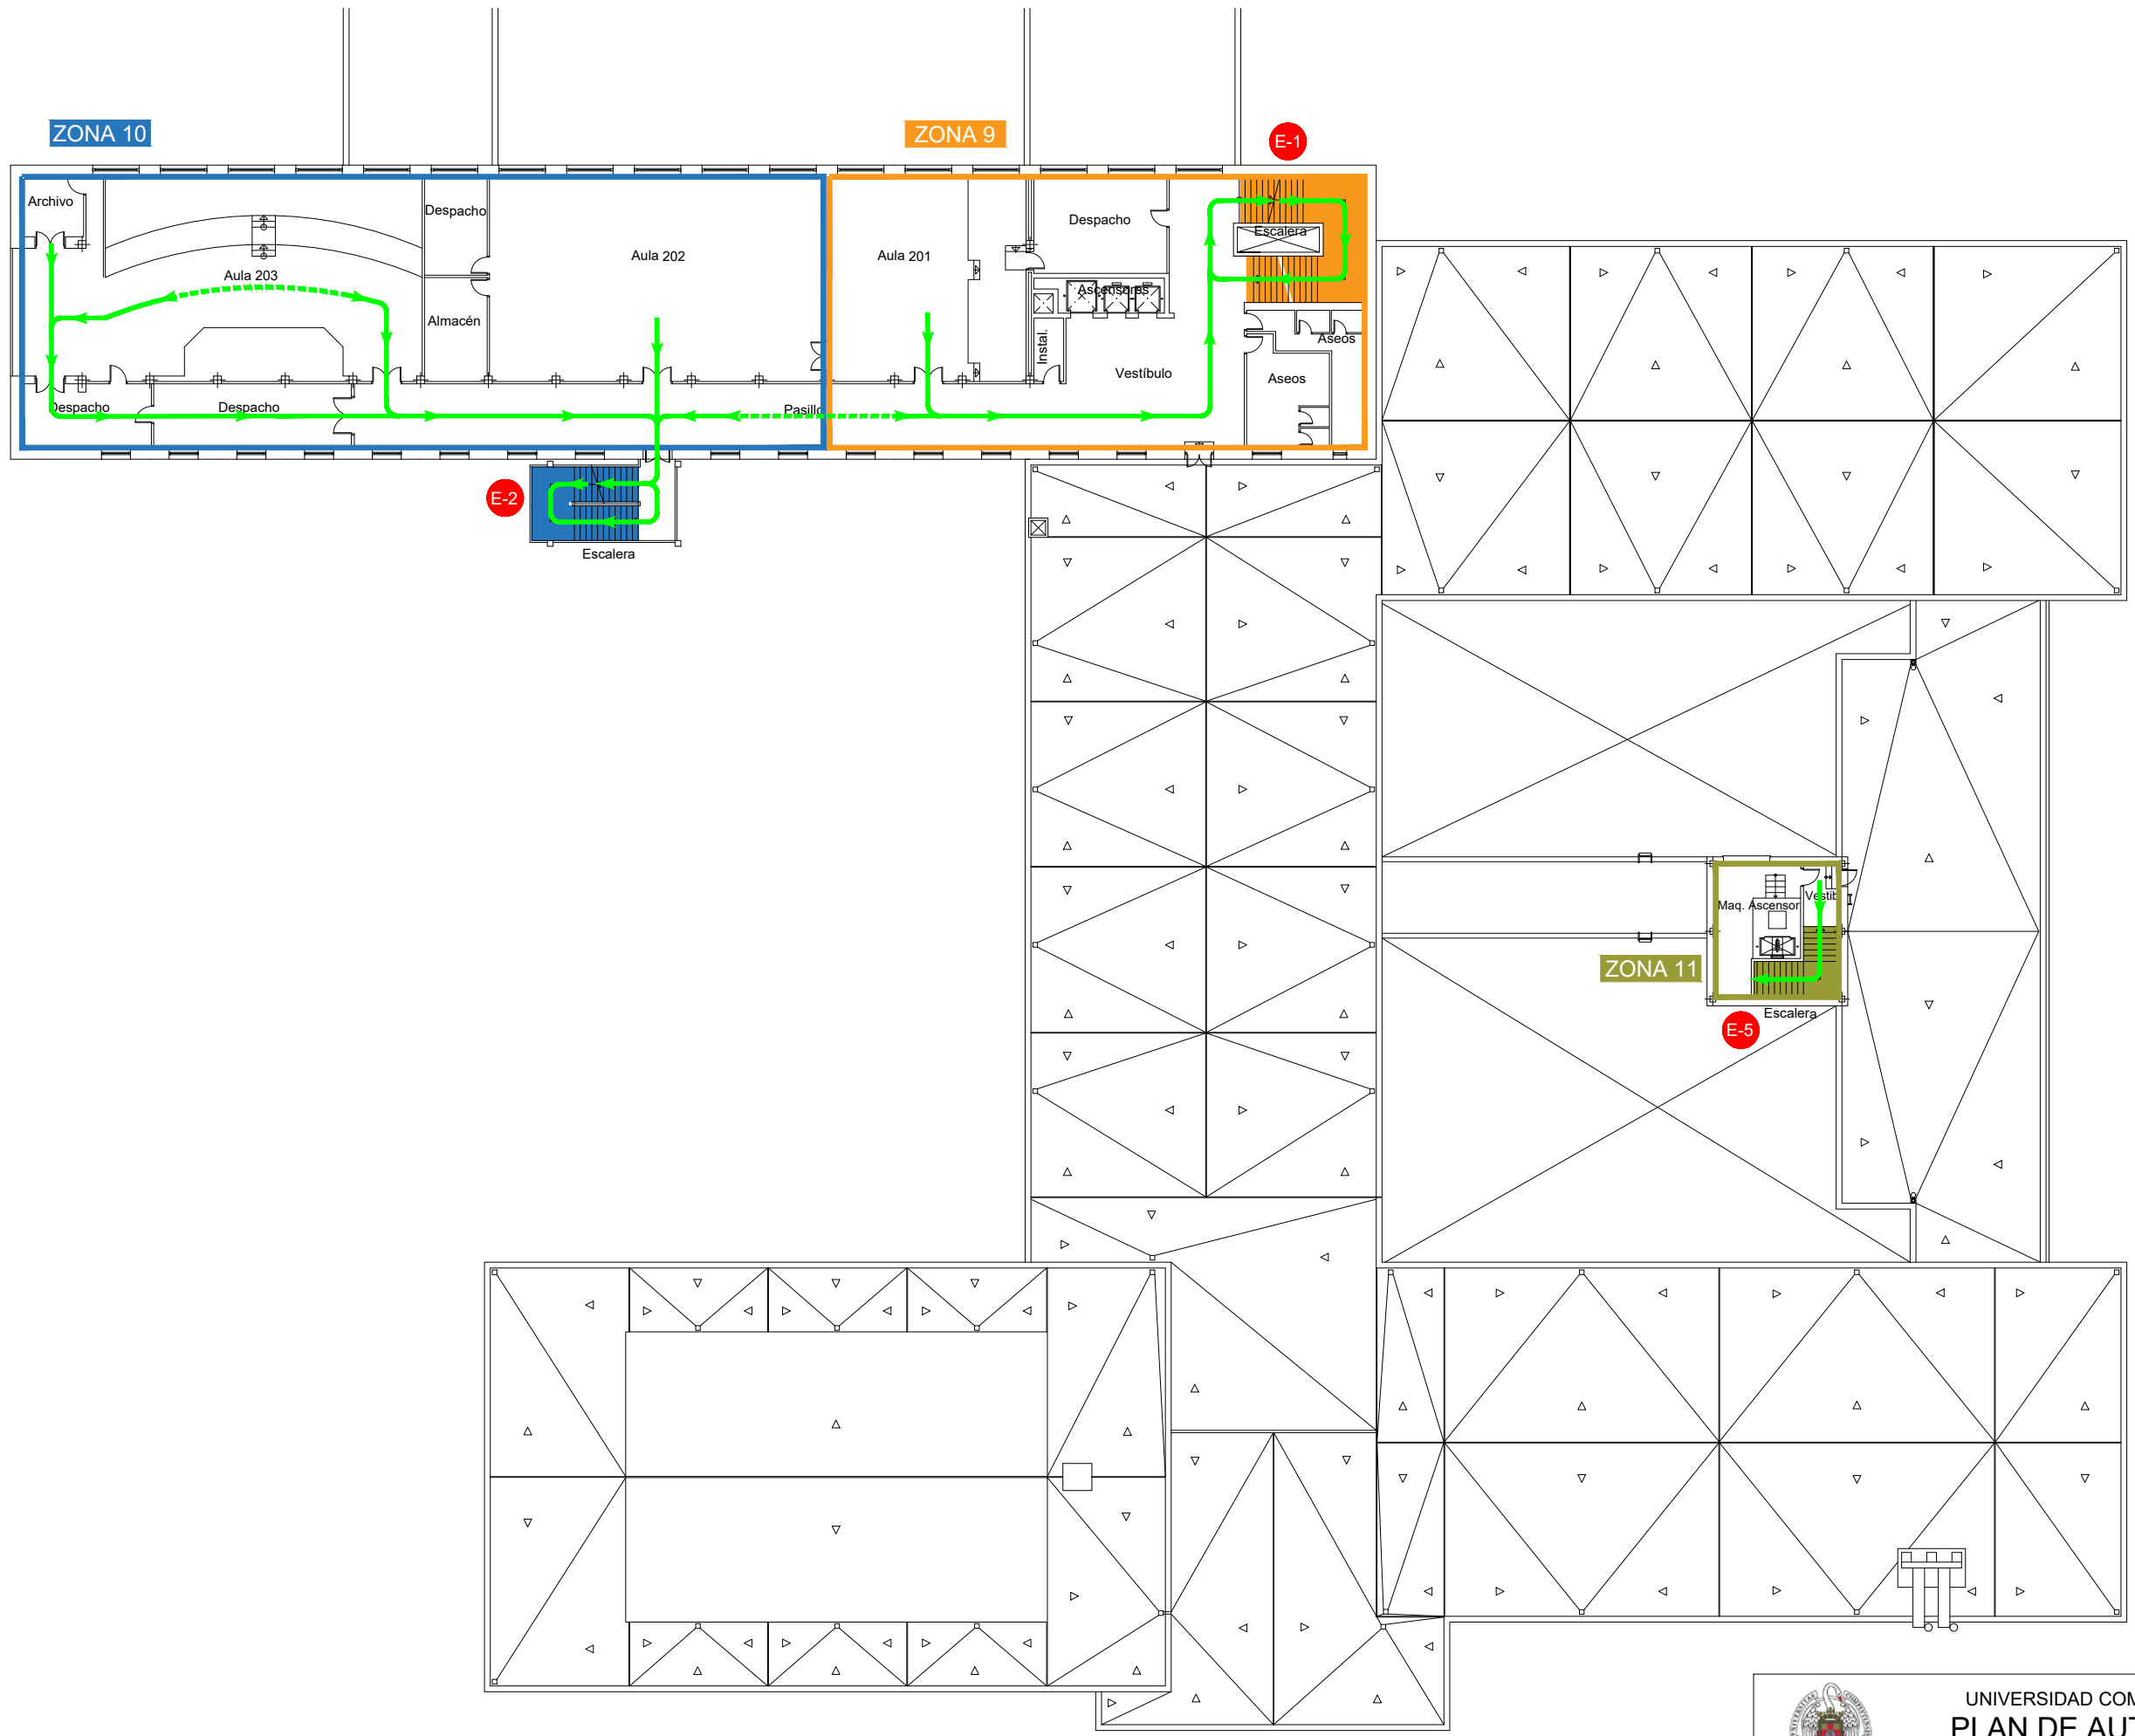 ZONA 10
ZONA 9
E-1
Archivo
Despacho
Despacho
Escalera
Aula 203
Aula 202
Aula 201
Ascensores
Almacén
Instal.
Aseos
Vestíbulo
Aseos
Despacho
Despacho
Pasillo
E-2
Escalera
Maq. Ascensor
Vestib
ZONA 11
Escalera
E-5
UNIVERSIDAD COM
PLAN DE AUT